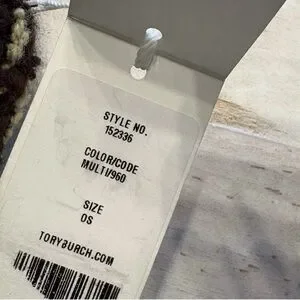 STYLE NO.
152336
COLOR/CODE
MULTI/960
SIZE
OS
TORYBURCH.COM